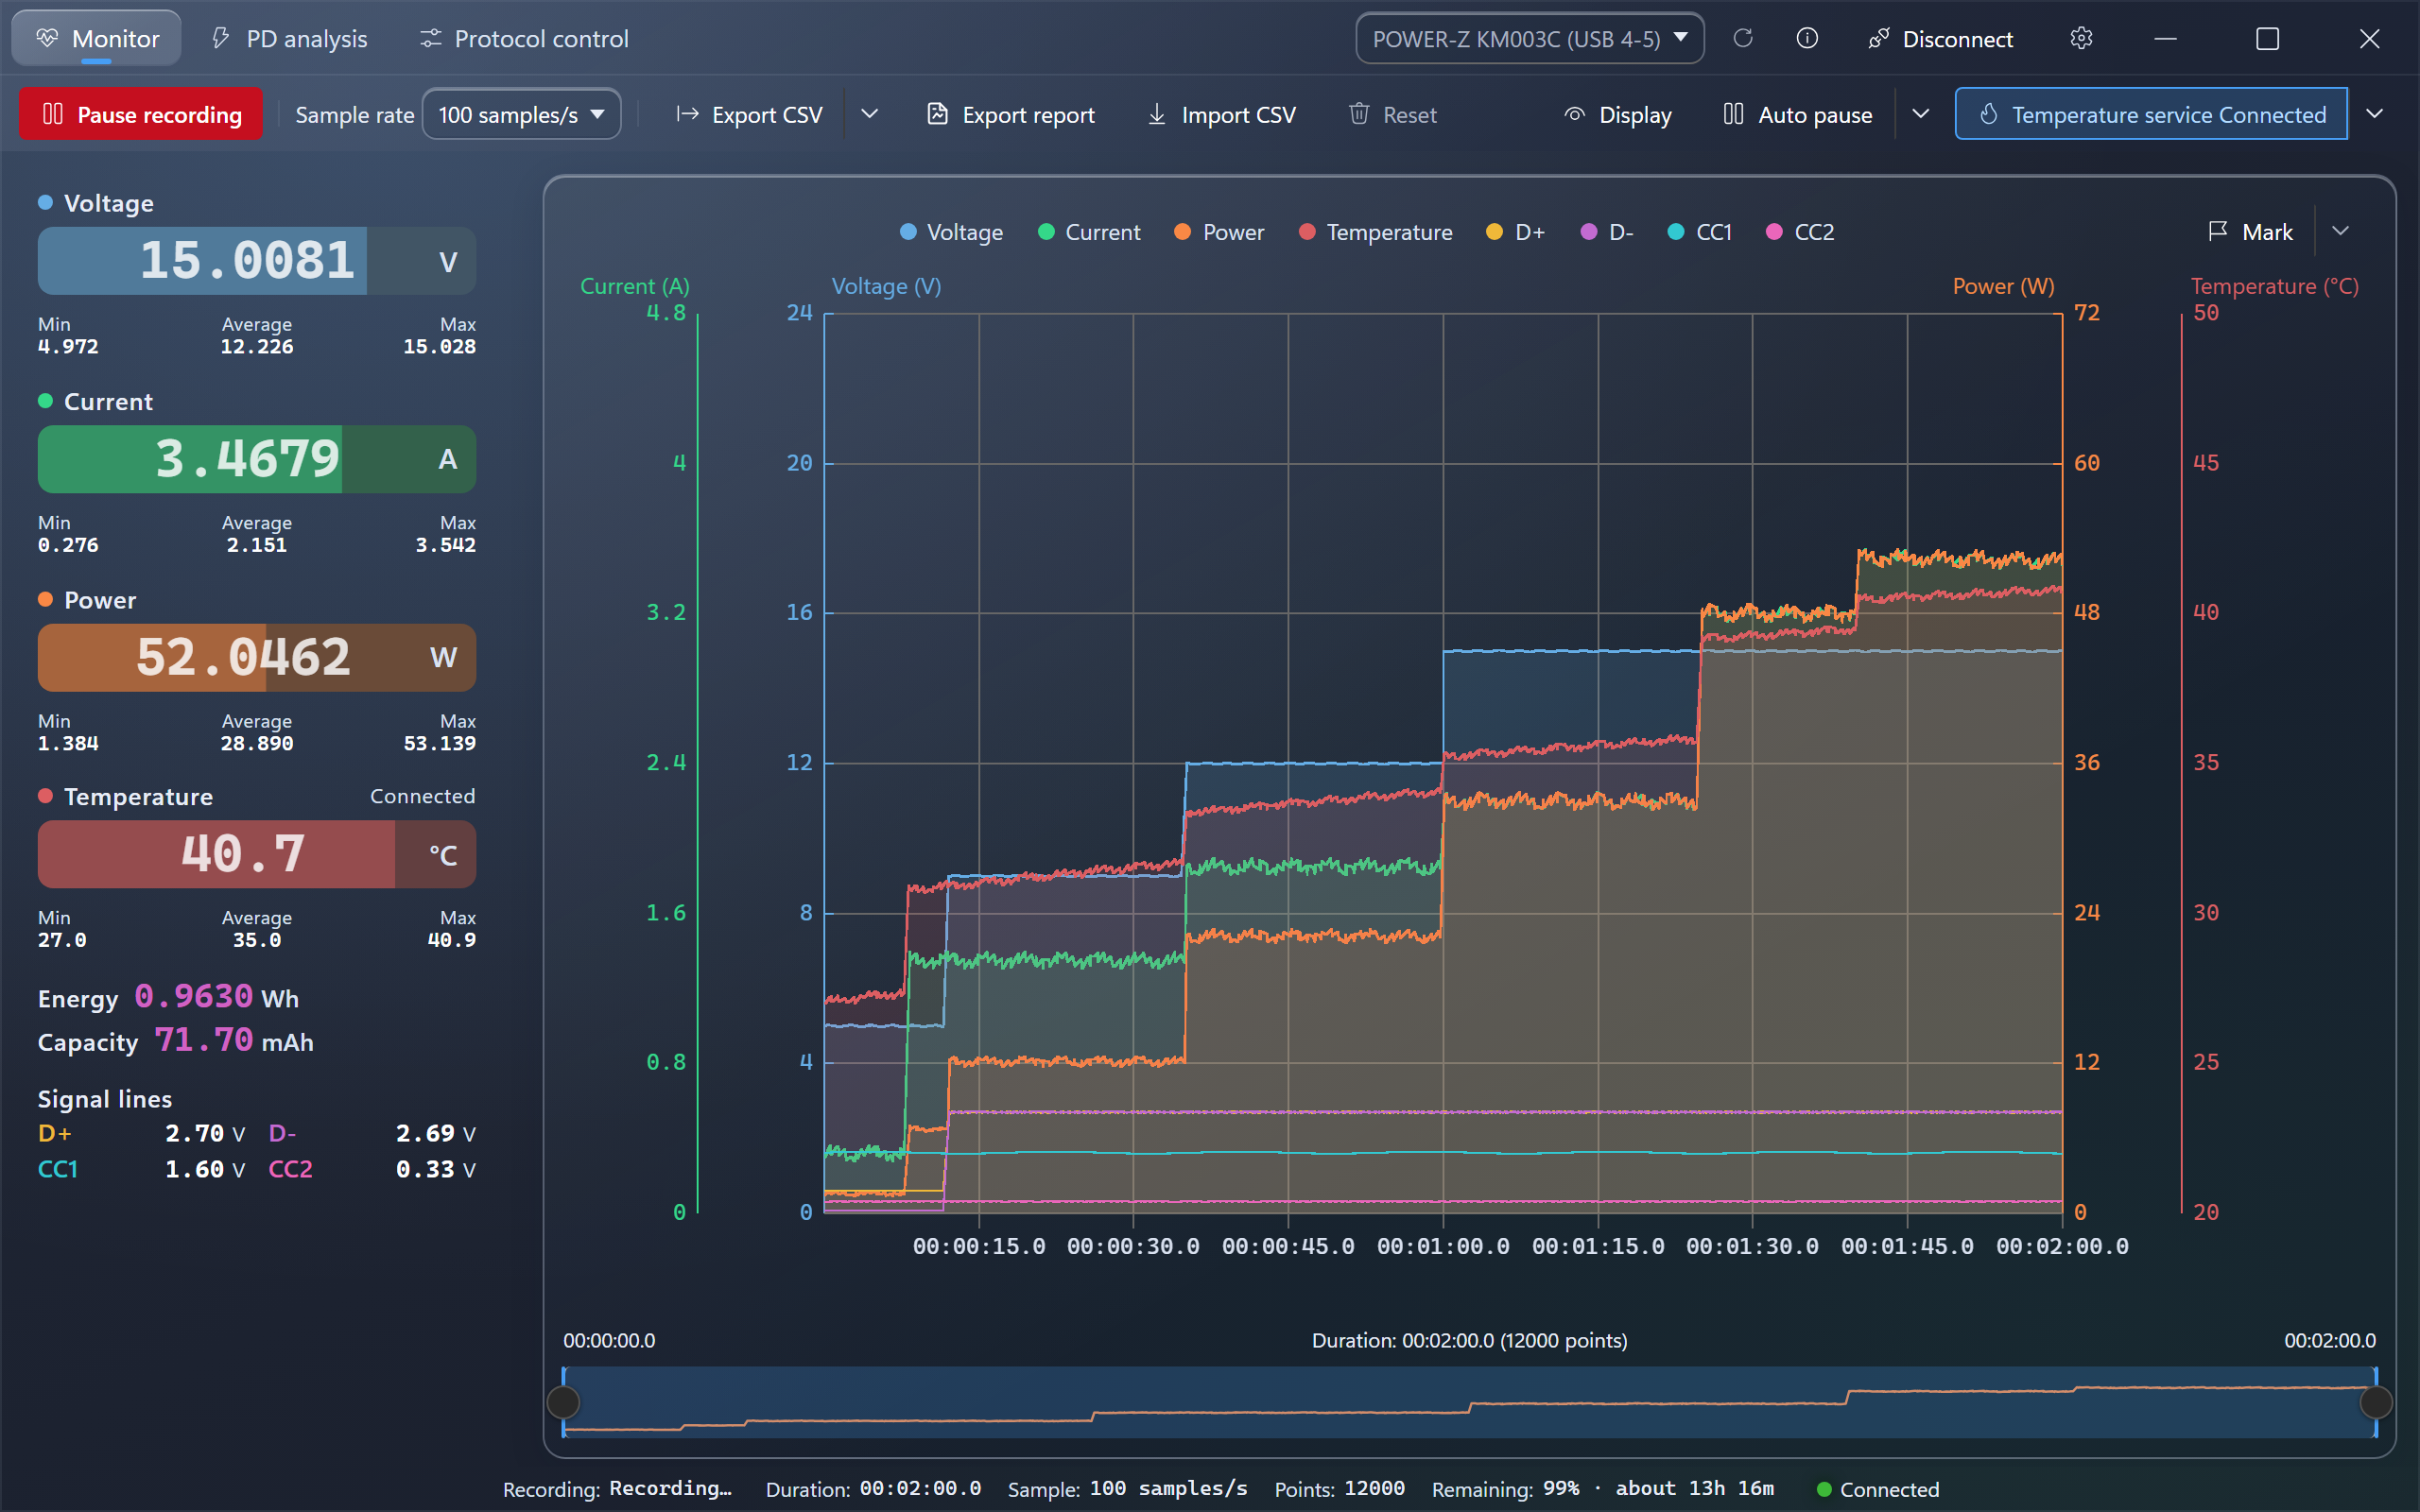 Monitor PD analysis Protocol control POWER-Z KM003C (USB 4-5) Disconnect
Pause recording Sample rate 100 samples/s Export CSV Export report Import CSV Reset Display Auto pause Temperature service Connected
Voltage
15.0081 V
Min Average Max
4.972 12.226 15.028
Current
3.4679 A
Min Average Max
0.276 2.151 3.542
Power
52.0462 W
Min Average Max
1.384 28.890 53.139
Temperature Connected
40.7 °C
Min Average Max
27.0 35.0 40.9
Energy 0.9630 Wh
Capacity 71.70 mAh
Signal lines
D+ 2.70 V D- 2.69 V
CC1 1.60 V CC2 0.33 V
Voltage Current Power Temperature D+ D- CC1 CC2 Mark
Current (A) Voltage (V) Power (W) Temperature (°C)
4.8 24 72 50
4 20 60 45
3.2 16 48 40
2.4 12 36 35
1.6 8 24 30
0.8 4 12 25
0 0 0 20
00:00:15.0 00:00:30.0 00:00:45.0 00:01:00.0 00:01:15.0 00:01:30.0 00:01:45.0 00:02:00.0
00:00:00.0 Duration: 00:02:00.0 (12000 points) 00:02:00.0
Recording: Recording… Duration: 00:02:00.0 Sample: 100 samples/s Points: 12000 Remaining: 99% · about 13h 16m Connected